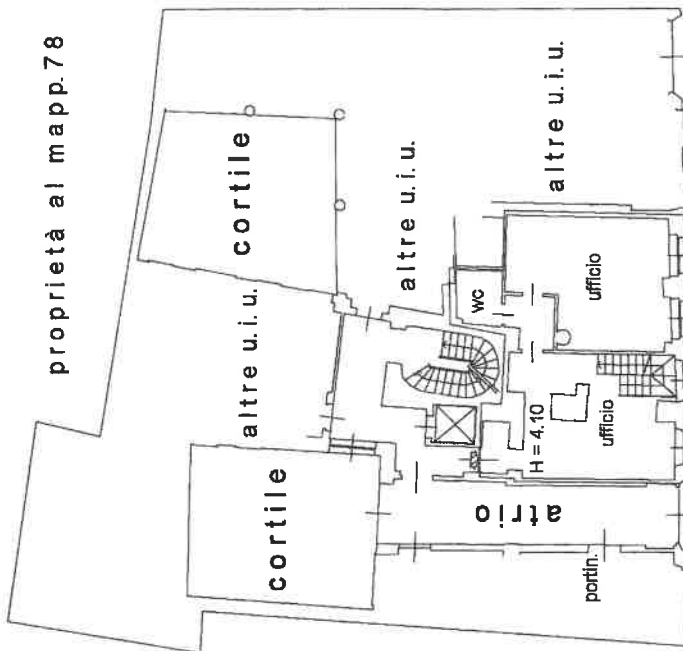 proprietà al mapp.78
cortile
altre u.i.u.
altre u.i.u.
altre u.i.u.
cortile
wc
ufficio
H = 4.10
ufficio
atrio
portin.